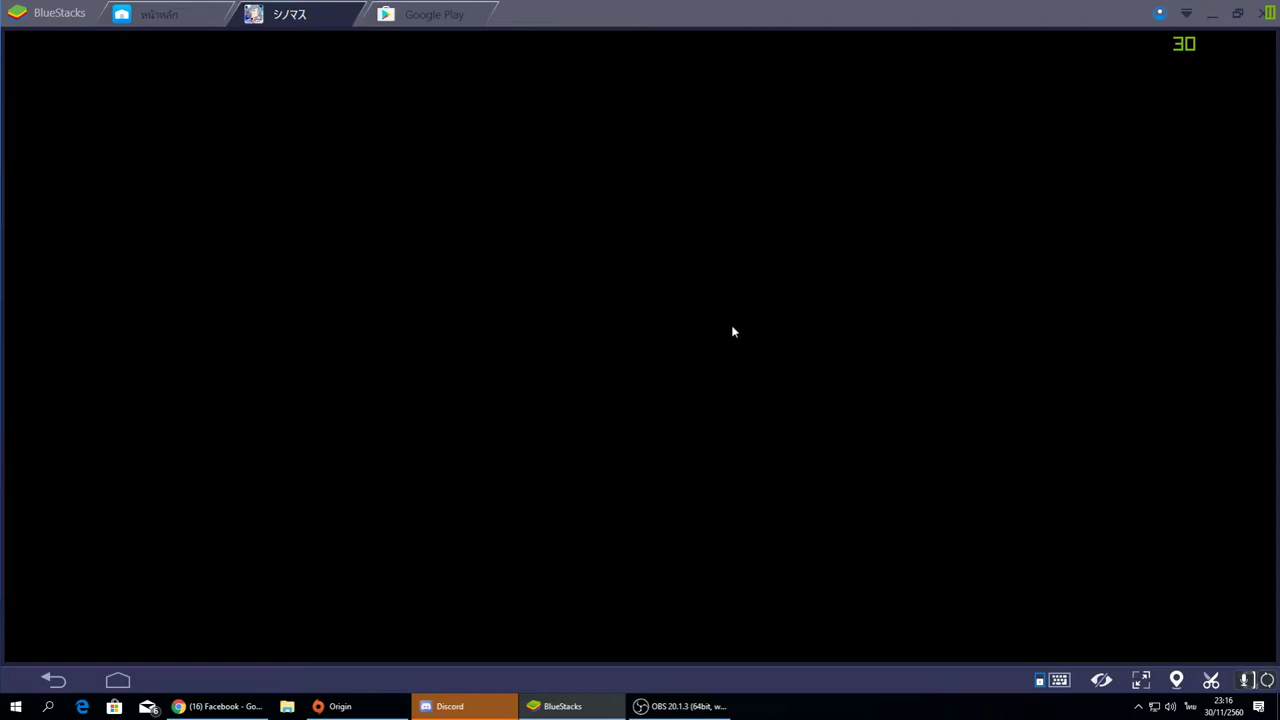 BlueStacks
หน้าหลัก
シノマス
Google Play
30
6
(16) Facebook - Go...
Origin
Discord
BlueStacks
OBS 20.1.3 (64bit, w...
ไทย
23:16
30/11/2560